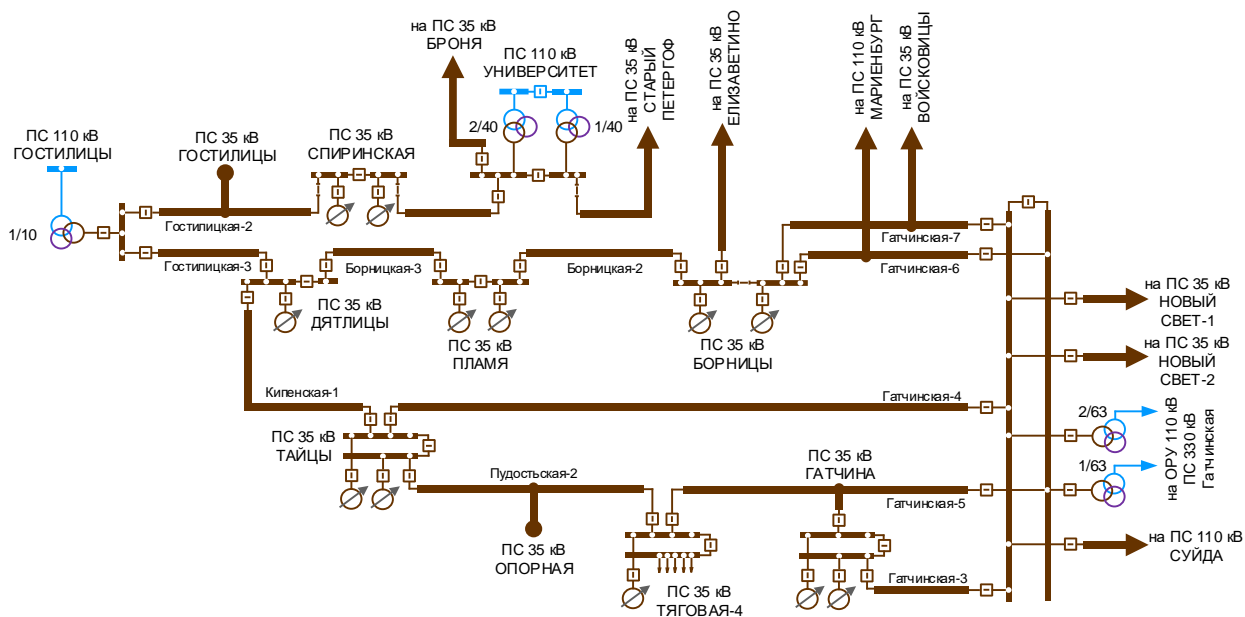 на ПС 35 кВ
БРОНЯ
ПС 110 кВ
УНИВЕРСИТЕТ
2/40
1/40
на ПС 35 кВ
СТАРЫЙ
ПЕТЕРГОФ
на ПС 35 кВ
ЕЛИЗАВЕТИНО
на ПС 110 кВ
МАРИЕНБУРГ
на ПС 35 кВ
ВОЙСКОВИЦЫ
ПС 110 кВ
ГОСТИЛИЦЫ
1/10
ПС 35 кВ
ГОСТИЛИЦЫ
ПС 35 кВ
СПИРИНСКАЯ
Гостилицкая-2
Гостилицкая-3
Борницкая-3
Борницкая-2
Гатчинская-7
Гатчинская-6
ПС 35 кВ
ДЯТЛИЦЫ
ПС 35 кВ
ПЛАМЯ
ПС 35 кВ
БОРНИЦЫ
на ПС 35 кВ
НОВЫЙ
СВЕТ-1
на ПС 35 кВ
НОВЫЙ
СВЕТ-2
Кипенская-1
Гатчинская-4
ПС 35 кВ
ТАЙЦЫ
2/63
1/63
на ОРУ 110 кВ
ПС 330 кВ
Гатчинская
Пудостьская-2
ПС 35 кВ
ГАТЧИНА
Гатчинская-5
ПС 35 кВ
ОПОРНАЯ
на ПС 110 кВ
СУЙДА
Гатчинская-3
ПС 35 кВ
ТЯГОВАЯ-4